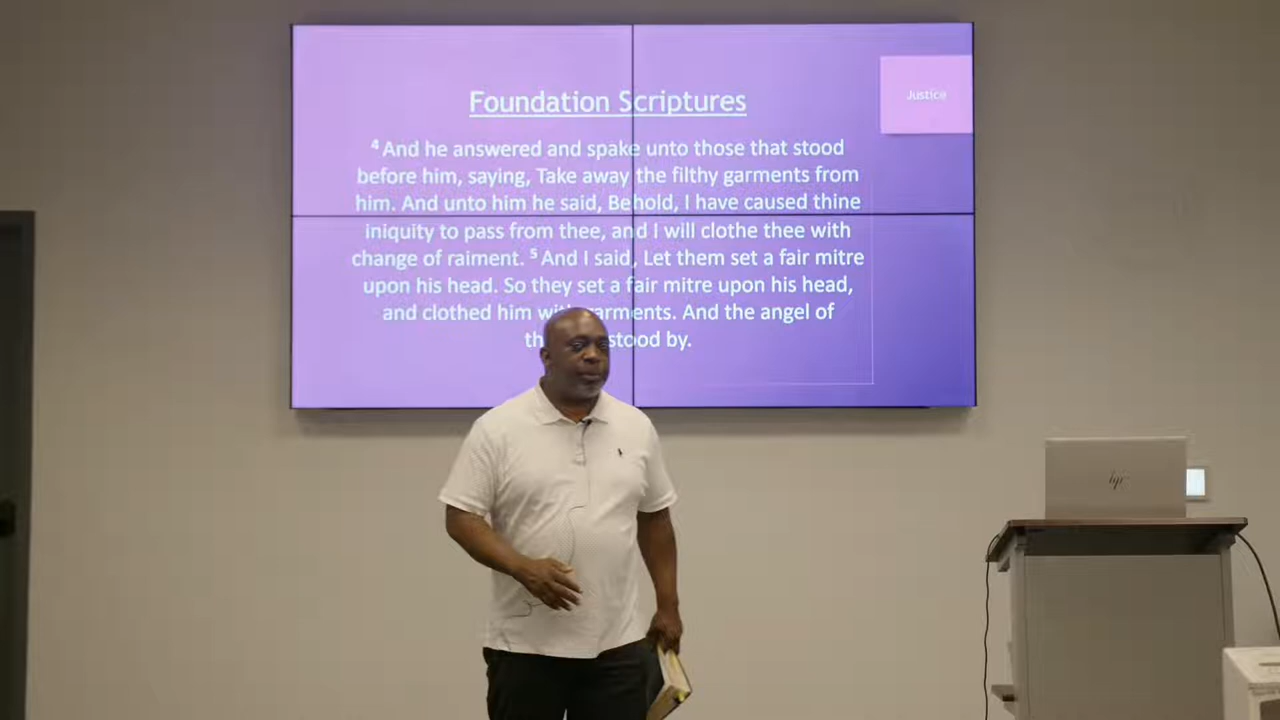 Foundation Scriptures
Justice
⁴ And he answered and spake unto those that stood
before him, saying, Take away the filthy garments from
him. And unto him he said, Behold, I have caused thine
iniquity to pass from thee, and I will clothe thee with
change of raiment. ⁵ And I said, Let them set a fair mitre
upon his head. So they set a fair mitre upon his head,
and clothed him with garments. And the angel of
stood by.
hp